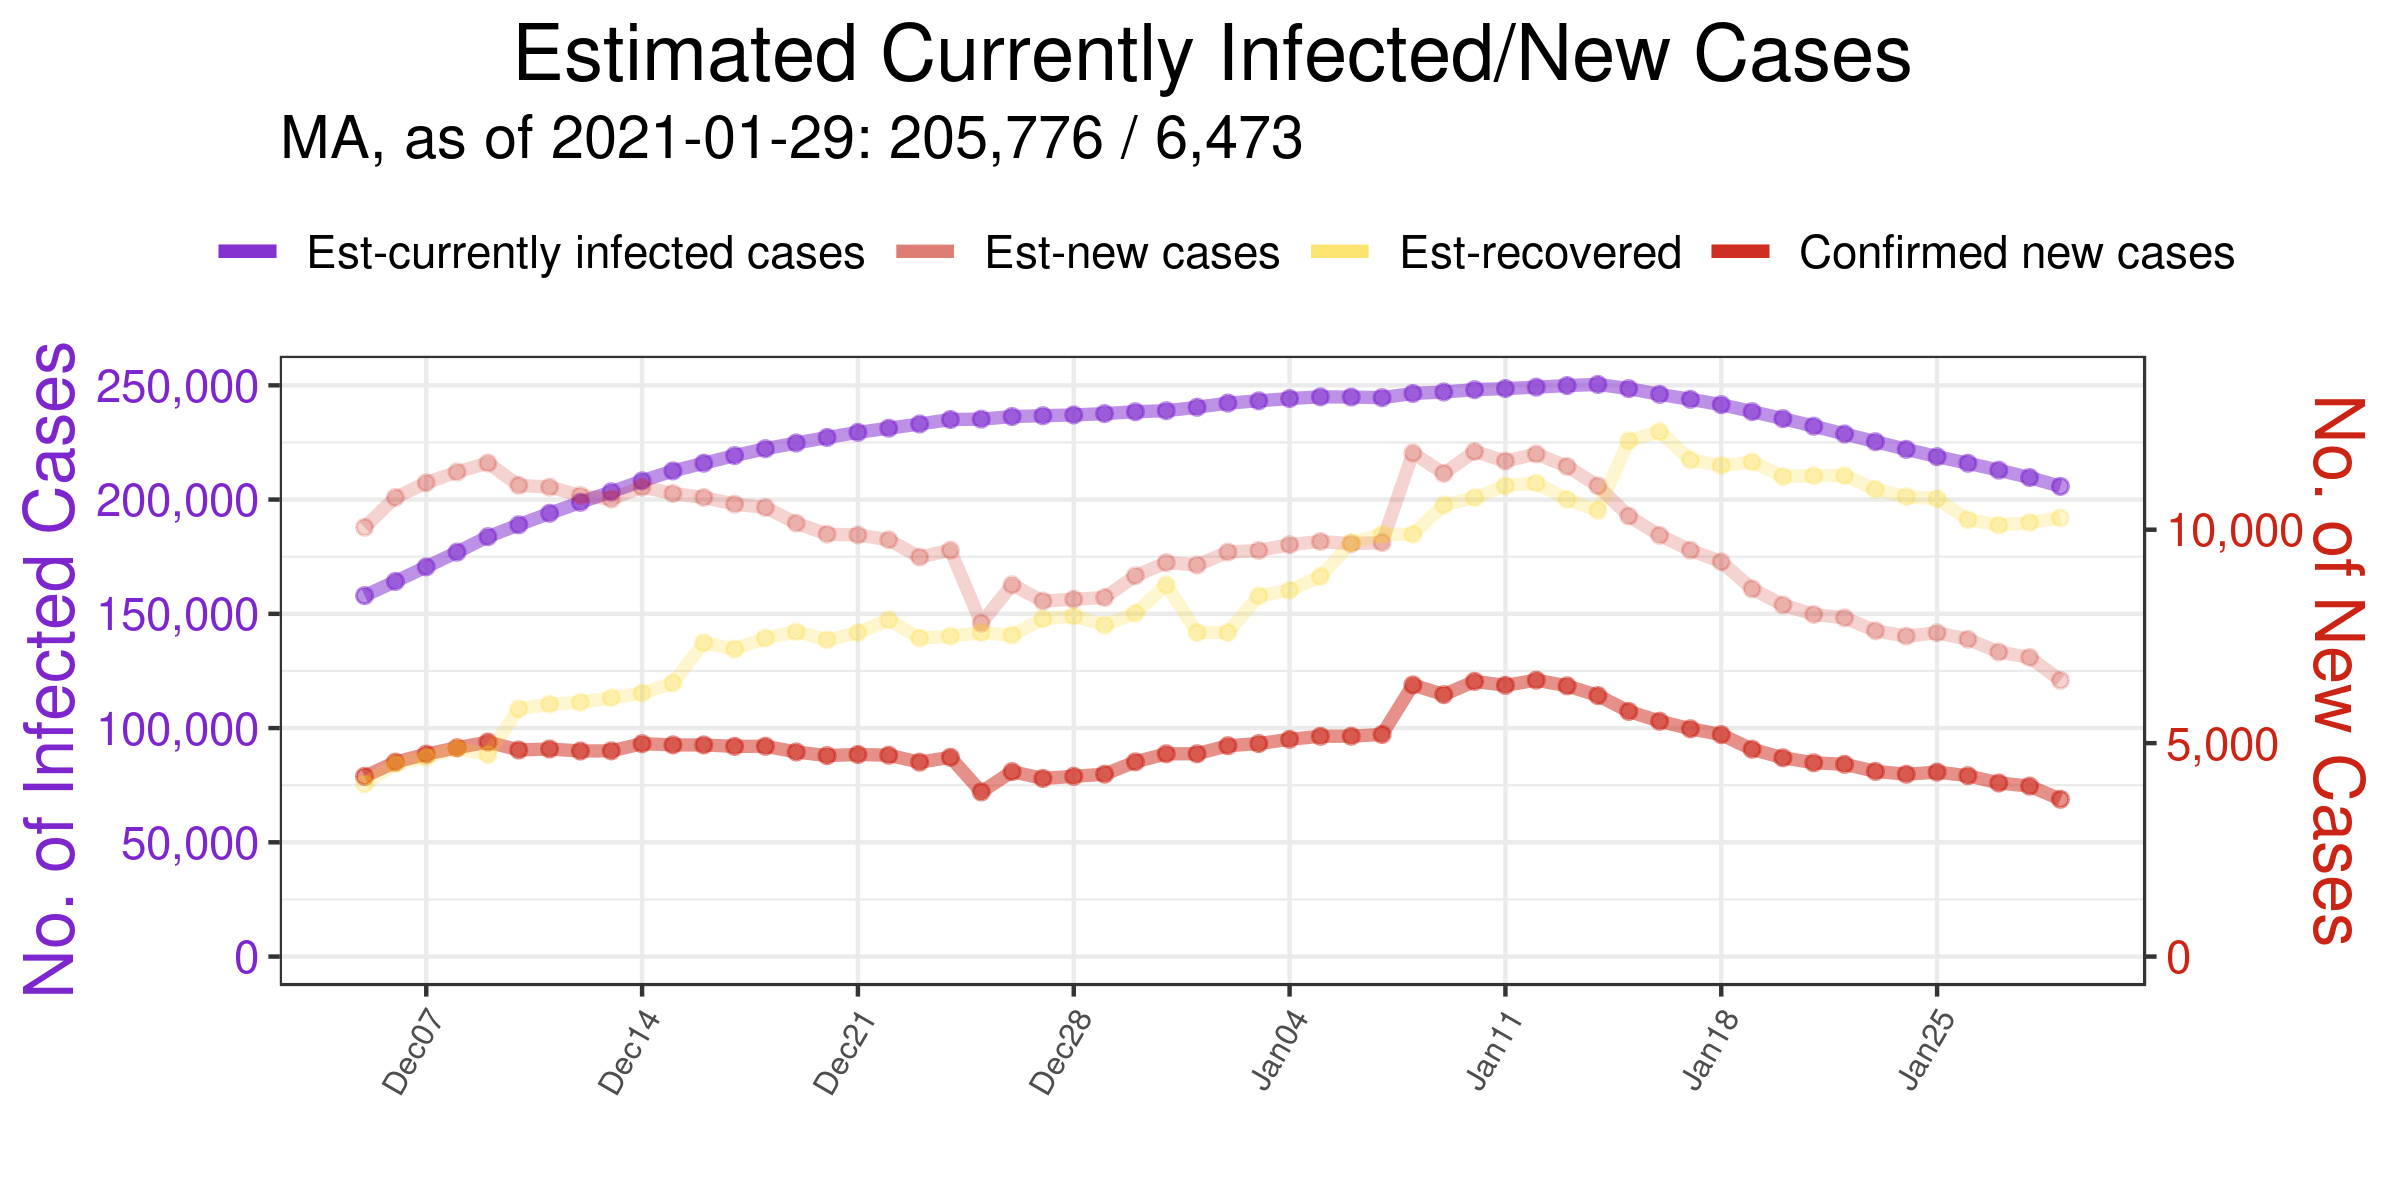 Estimated Currently Infected/New Cases
MA, as of 2021-01-29: 205,776 / 6,473
Est-currently infected cases Est-new cases Est-recovered Confirmed new cases
No. of Infected Cases
250,000
200,000
150,000
100,000
50,000
0
10,000
5,000
0
No. of New Cases
Dec07 Dec14 Dec21 Dec28 Jan04 Jan11 Jan18 Jan25